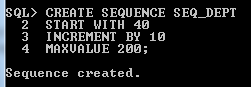 SQL> CREATE SEQUENCE SEQ_DEPT
2 START WITH 40
3 INCREMENT BY 10
4 MAXVALUE 200;
Sequence created.